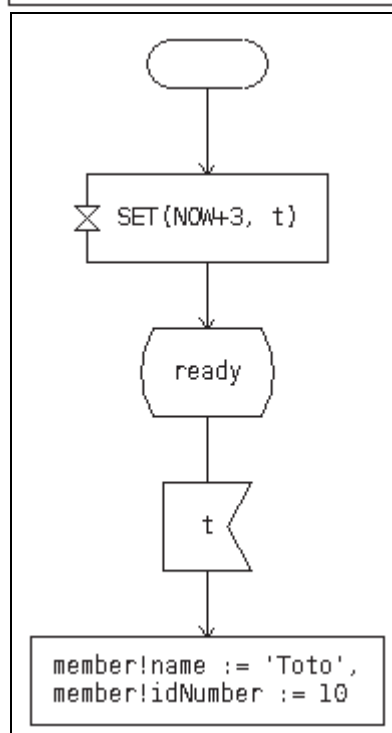 SET(NOW+3, t)
ready
t
member!name := 'Toto',
member!idNumber := 10